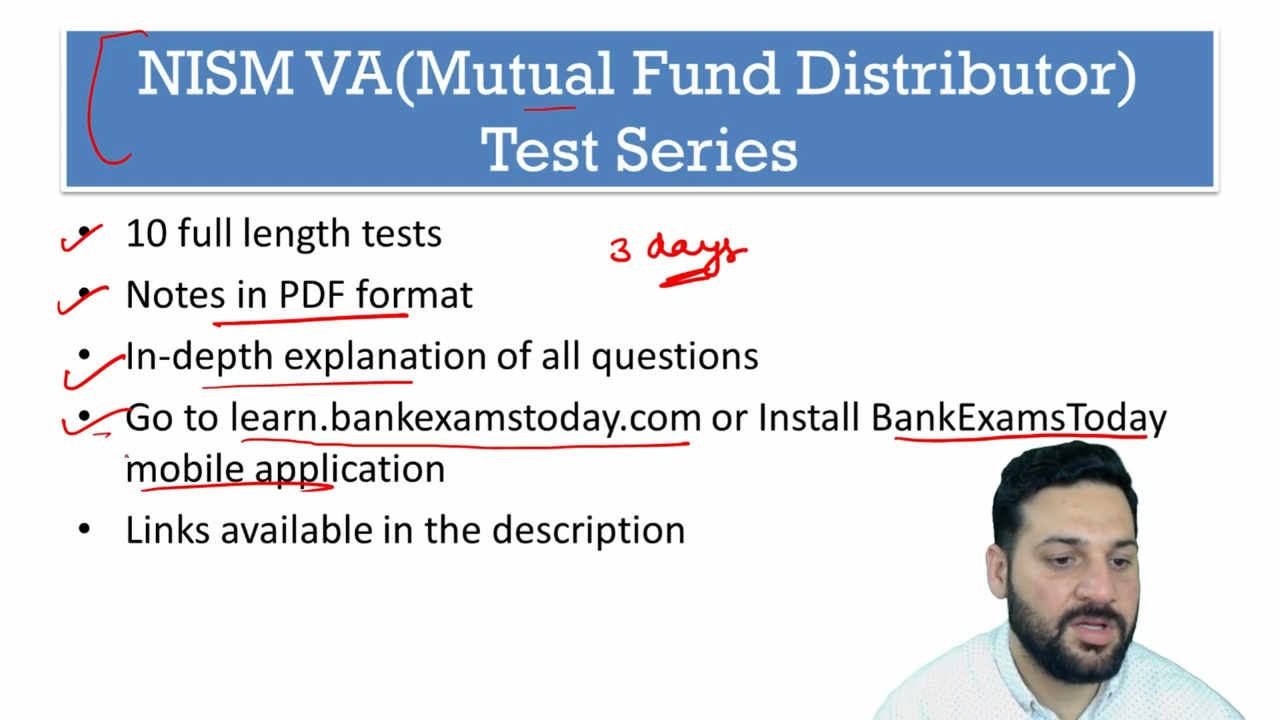 NISM VA(Mutual Fund Distributor)
Test Series
• 10 full length tests
3 days
• Notes in PDF format
• In-depth explanation of all questions
• Go to learn.bankexamstoday.com or Install BankExamsToday
mobile application
• Links available in the description